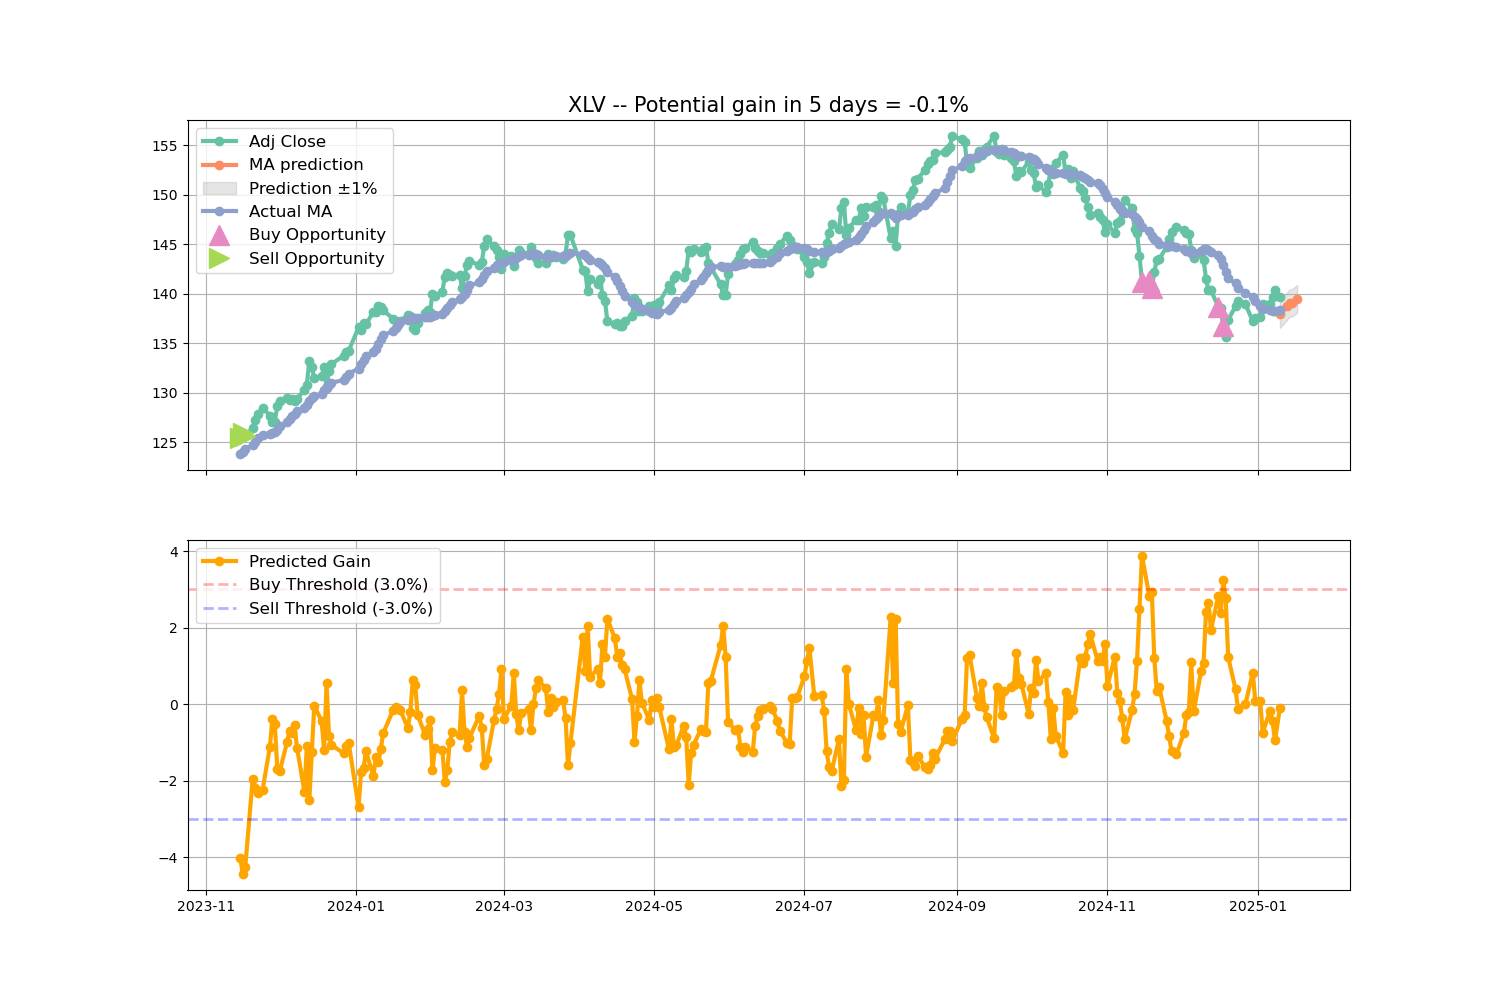 XLV -- Potential gain in 5 days = -0.1%
Adj Close
MA prediction
Prediction ±1%
Actual MA
Buy Opportunity
Sell Opportunity
155
150
145
140
135
130
125
Predicted Gain
Buy Threshold (3.0%)
Sell Threshold (-3.0%)
4
2
0
−2
−4
2023-11 2024-01 2024-03 2024-05 2024-07 2024-09 2024-11 2025-01